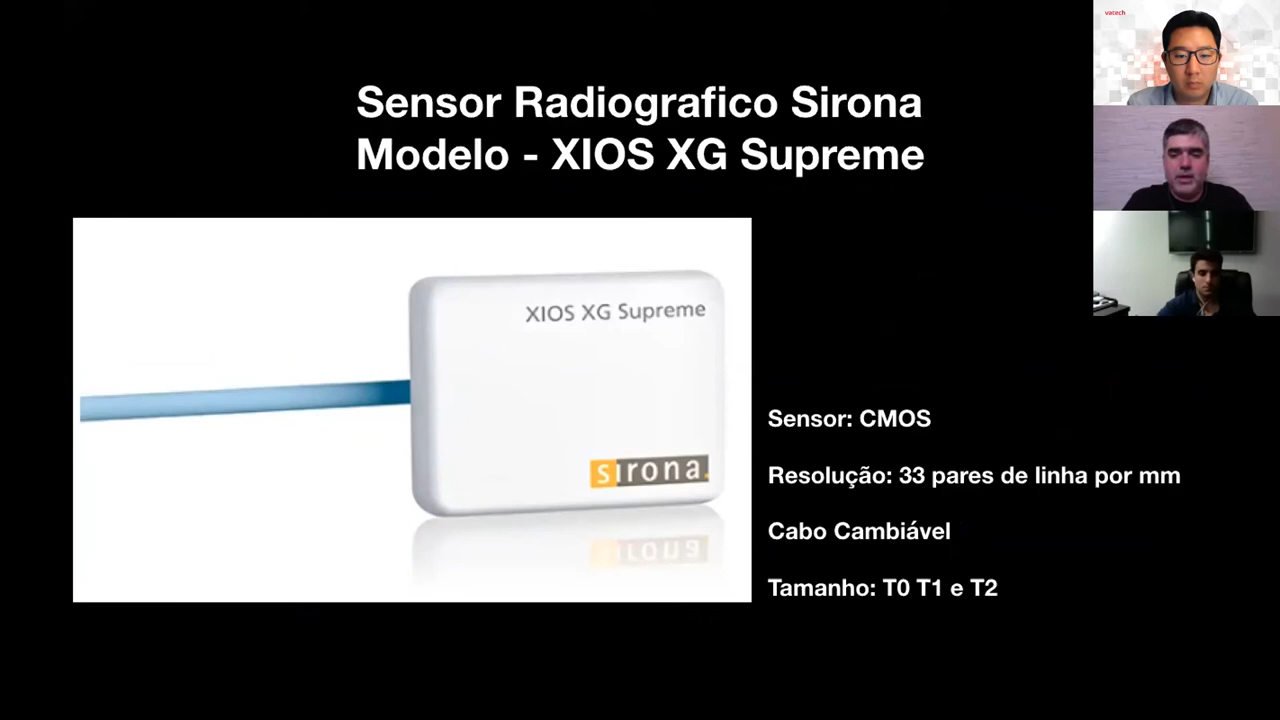 vatech
Sensor Radiografico Sirona
Modelo - XIOS XG Supreme
XIOS XG Supreme
sirona.
Sensor: CMOS
Resolução: 33 pares de linha por mm
Cabo Cambiável
Tamanho: T0 T1 e T2